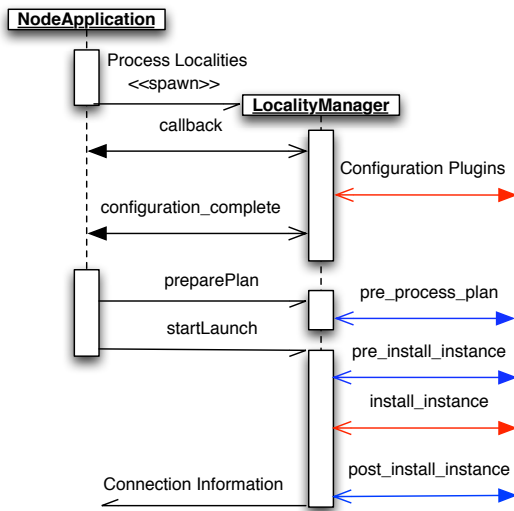 NodeApplication
Process Localities
<<spawn>>
LocalityManager
callback
Configuration Plugins
configuration_complete
preparePlan
pre_process_plan
startLaunch
pre_install_instance
install_instance
post_install_instance
Connection Information